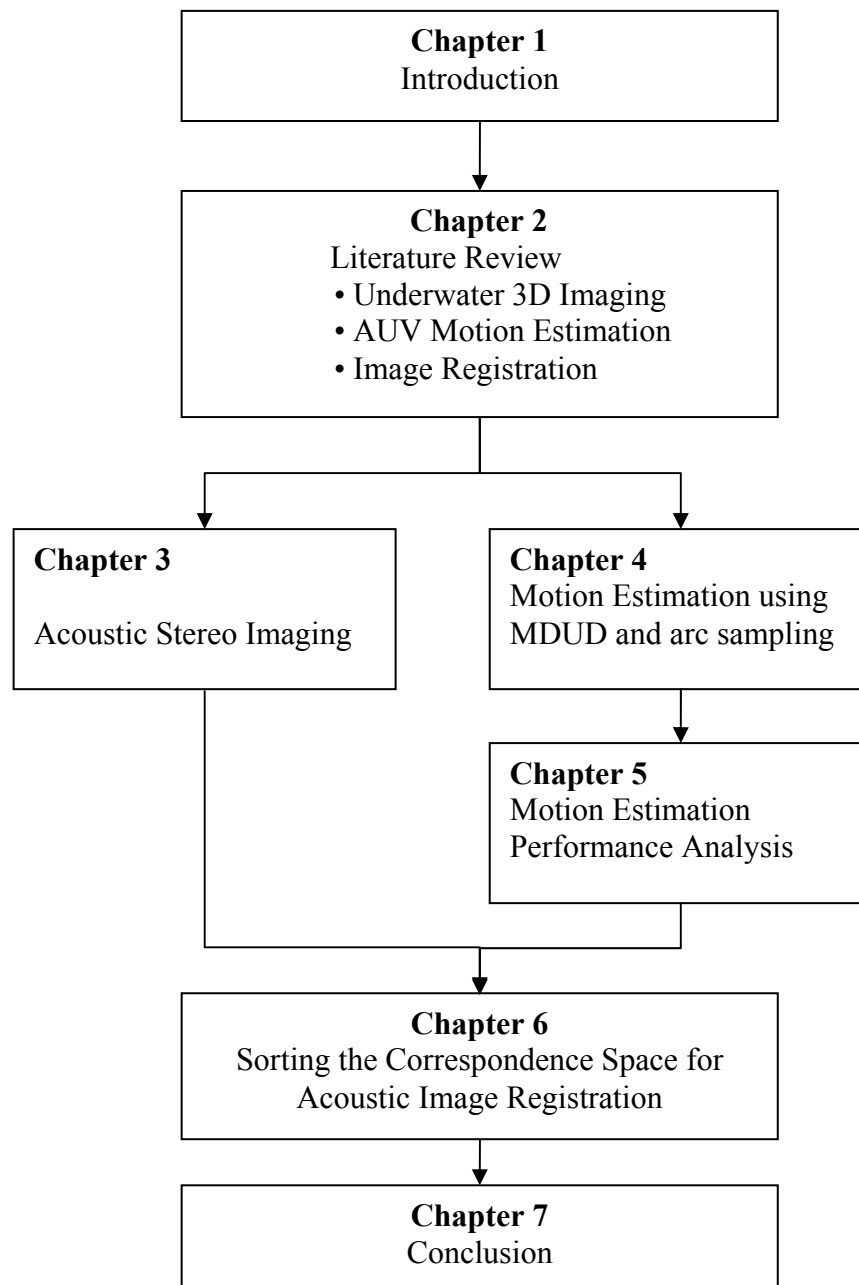 Chapter 1
Introduction
Chapter 2
Literature Review
• Underwater 3D Imaging
• AUV Motion Estimation
• Image Registration
Chapter 3
Acoustic Stereo Imaging
Chapter 4
Motion Estimation using
MDUD and arc sampling
Chapter 5
Motion Estimation
Performance Analysis
Chapter 6
Sorting the Correspondence Space for
Acoustic Image Registration
Chapter 7
Conclusion